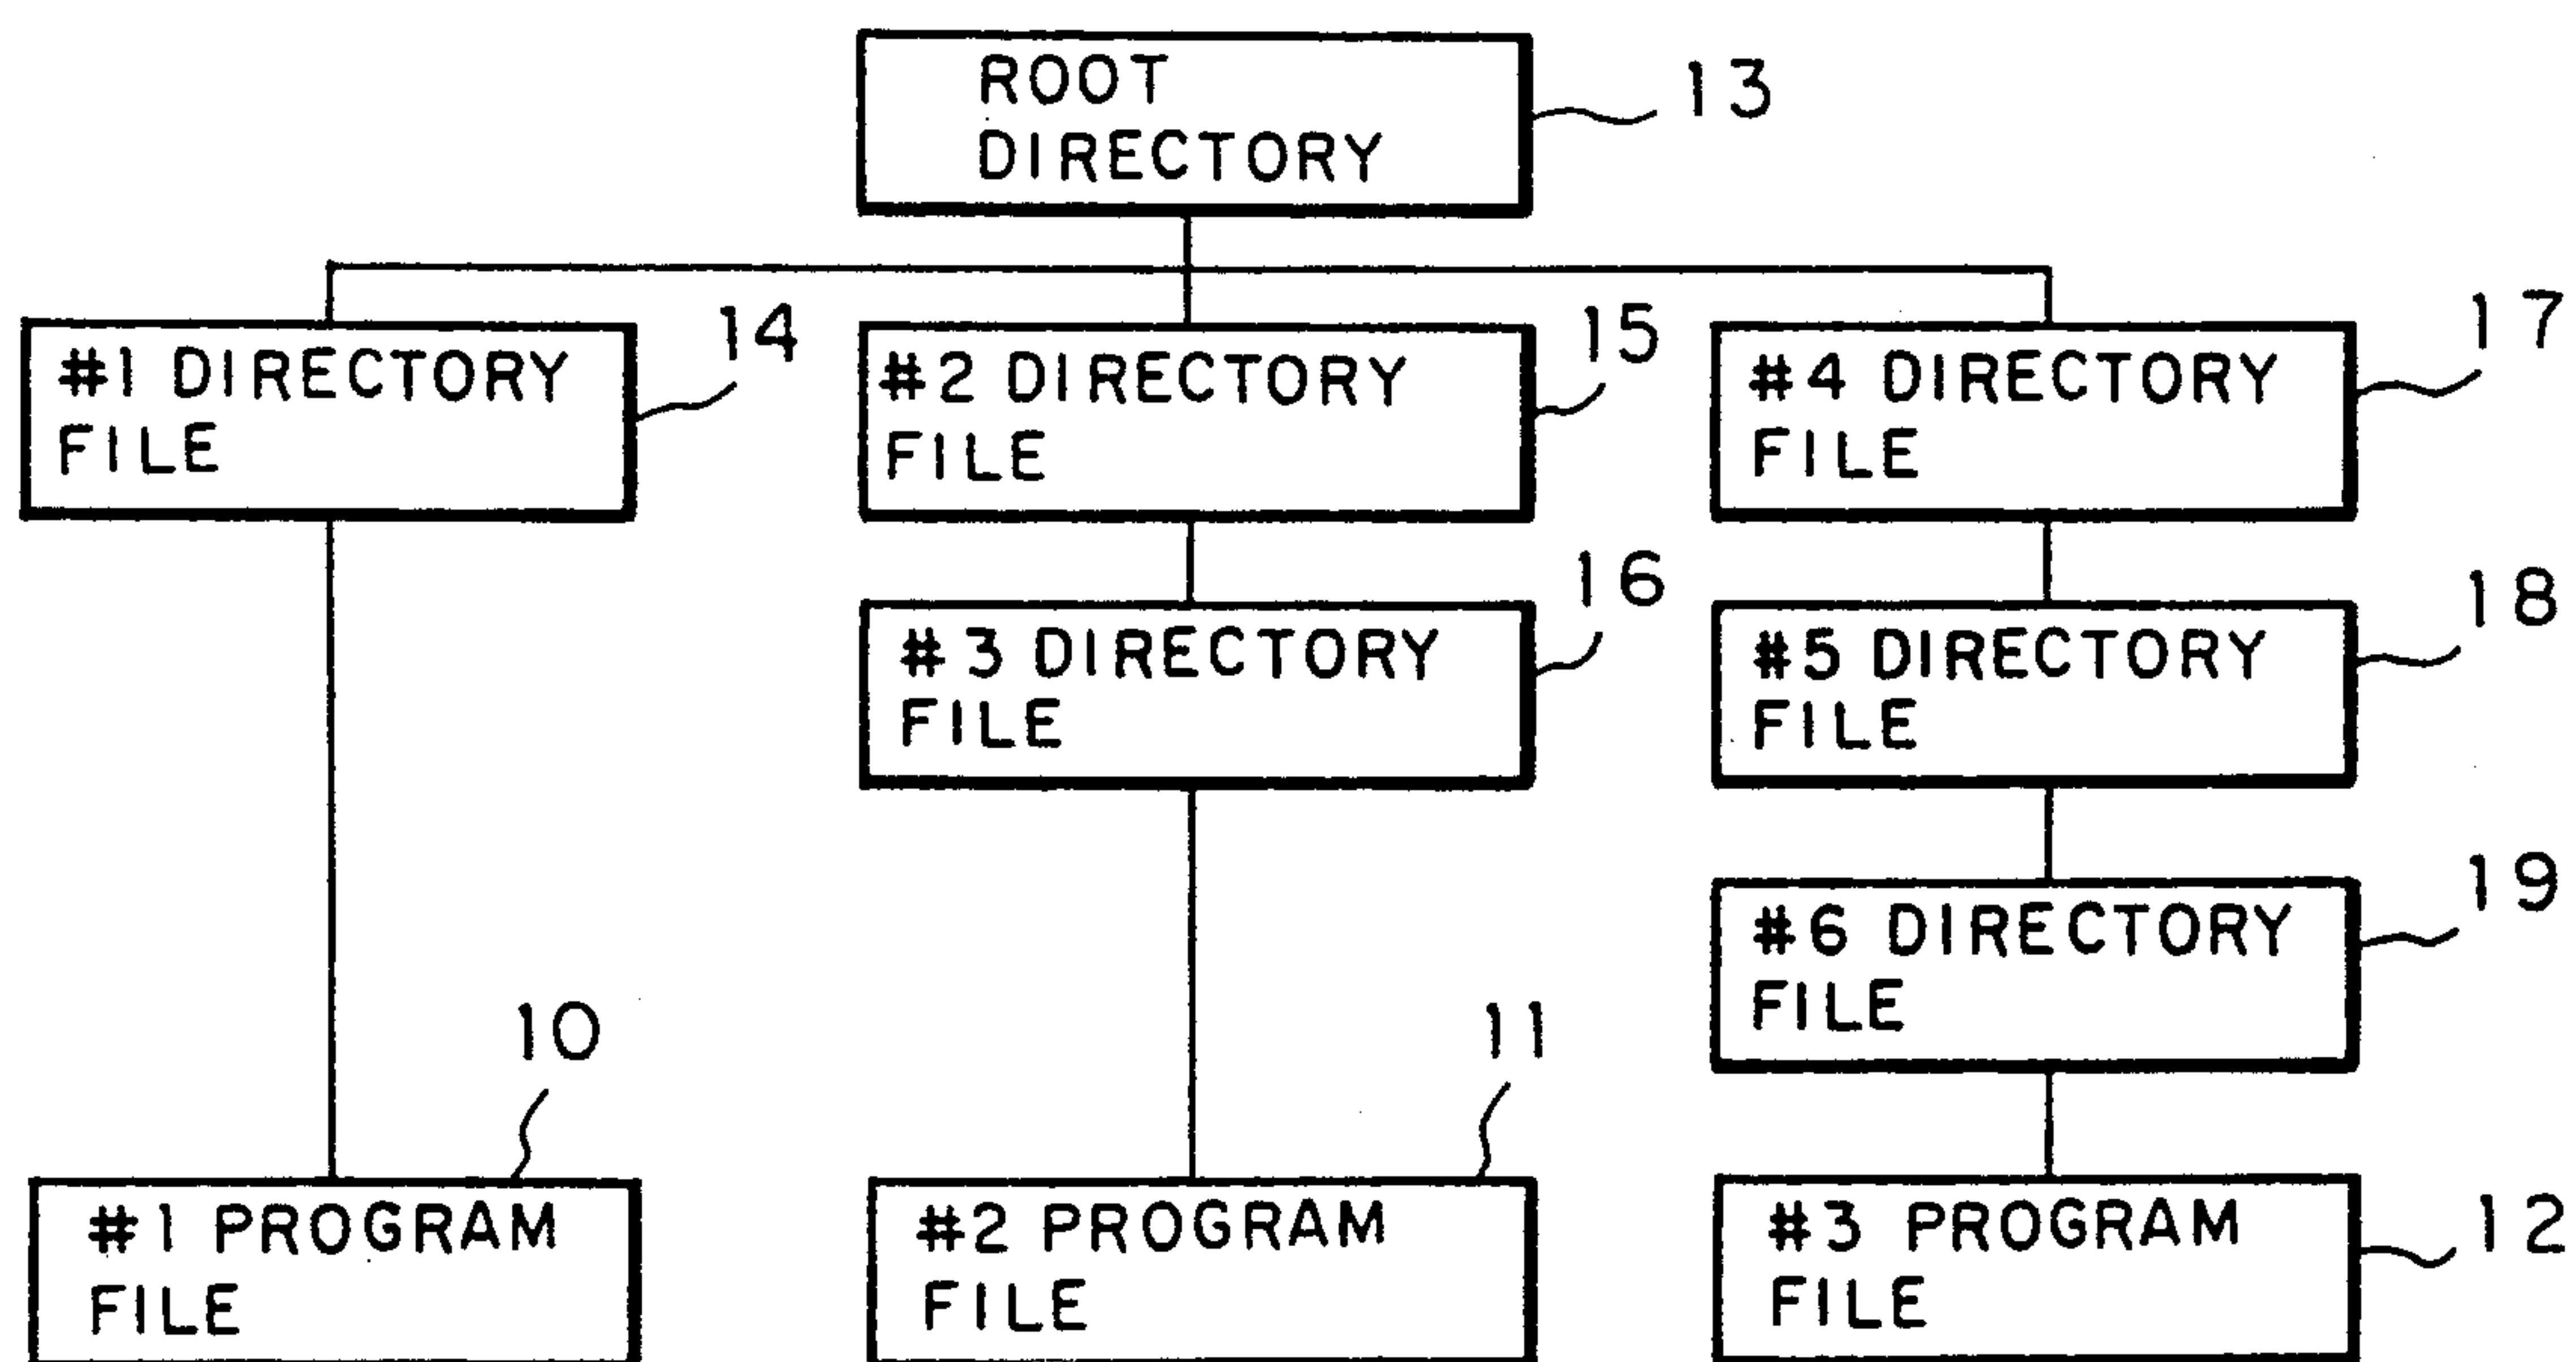 ROOT
DIRECTORY
13
#1 DIRECTORY
FILE
14
#2 DIRECTORY
FILE
15
#4 DIRECTORY
FILE
17
#3 DIRECTORY
FILE
16
#5 DIRECTORY
FILE
18
#6 DIRECTORY
FILE
19
10
#1 PROGRAM
FILE
11
#2 PROGRAM
FILE
#3 PROGRAM
FILE
12